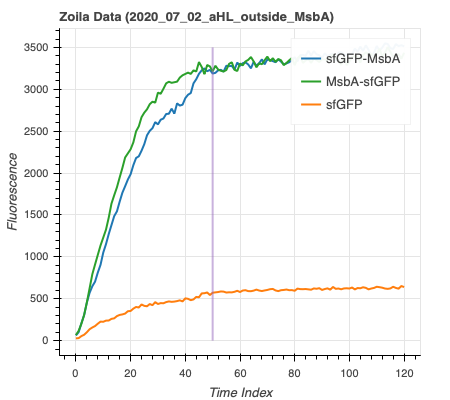 Zoila Data (2020_07_02_aHL_outside_MsbA)
3500
3000
2500
2000
1500
1000
500
0
Fluorescence
sfGFP-MsbA
MsbA-sfGFP
sfGFP
0 20 40 60 80 100 120
Time Index